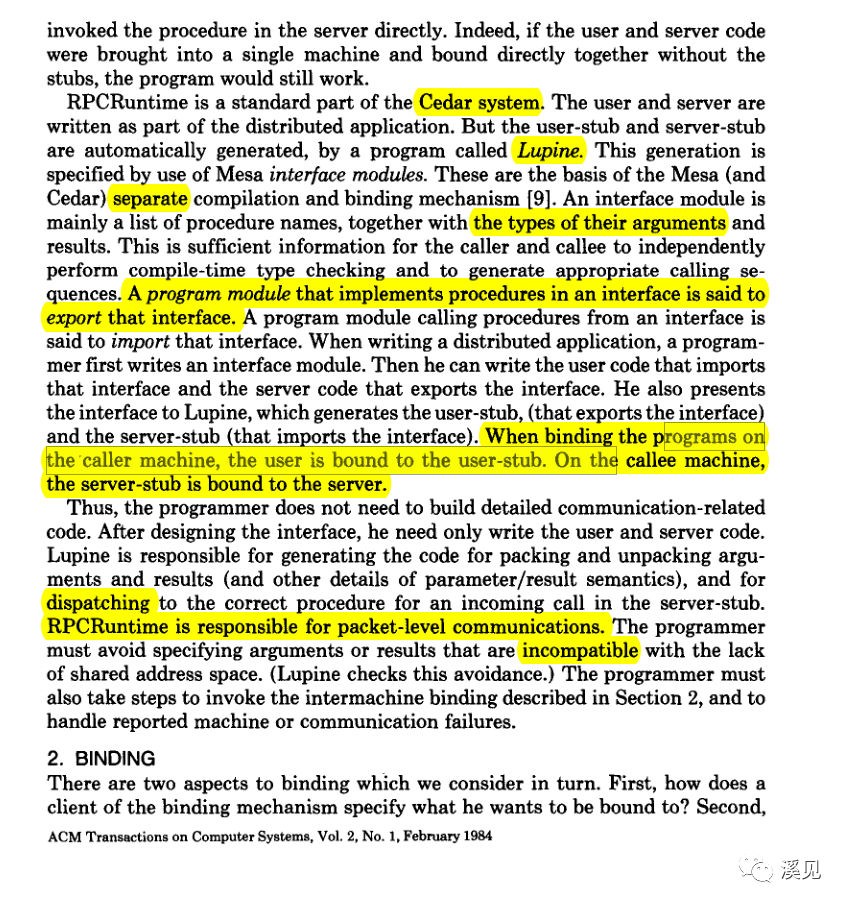 invoked the procedure in the server directly. Indeed, if the user and server code
were brought into a single machine and bound directly together without the
stubs, the program would still work.
RPCRuntime is a standard part of the Cedar system. The user and server are
written as part of the distributed application. But the user-stub and server-stub
are automatically generated, by a program called Lupine. This generation is
specified by use of Mesa interface modules. These are the basis of the Mesa (and
Cedar) separate compilation and binding mechanism [9]. An interface module is
mainly a list of procedure names, together with the types of their arguments and
results. This is sufficient information for the caller and callee to independently
perform compile-time type checking and to generate appropriate calling se-
quences. A program module that implements procedures in an interface is said to
export that interface. A program module calling procedures from an interface is
said to import that interface. When writing a distributed application, a program-
mer first writes an interface module. Then he can write the user code that imports
that interface and the server code that exports the interface. He also presents
the interface to Lupine, which generates the user-stub, (that exports the interface)
and the server-stub (that imports the interface). When binding the programs on
the caller machine, the user is bound to the user-stub. On the callee machine,
the server-stub is bound to the server.
Thus, the programmer does not need to build detailed communication-related
code. After designing the interface, he need only write the user and server code.
Lupine is responsible for generating the code for packing and unpacking argu-
ments and results (and other details of parameter/result semantics), and for
dispatching to the correct procedure for an incoming call in the server-stub.
RPCRuntime is responsible for packet-level communications. The programmer
must avoid specifying arguments or results that are incompatible with the lack
of shared address space. (Lupine checks this avoidance.) The programmer must
also take steps to invoke the intermachine binding described in Section 2, and to
handle reported machine or communication failures.
2. BINDING
There are two aspects to binding which we consider in turn. First, how does a
client of the binding mechanism specify what he wants to be bound to? Second,
ACM Transactions on Computer Systems, Vol. 2, No. 1, February 1984
溪见